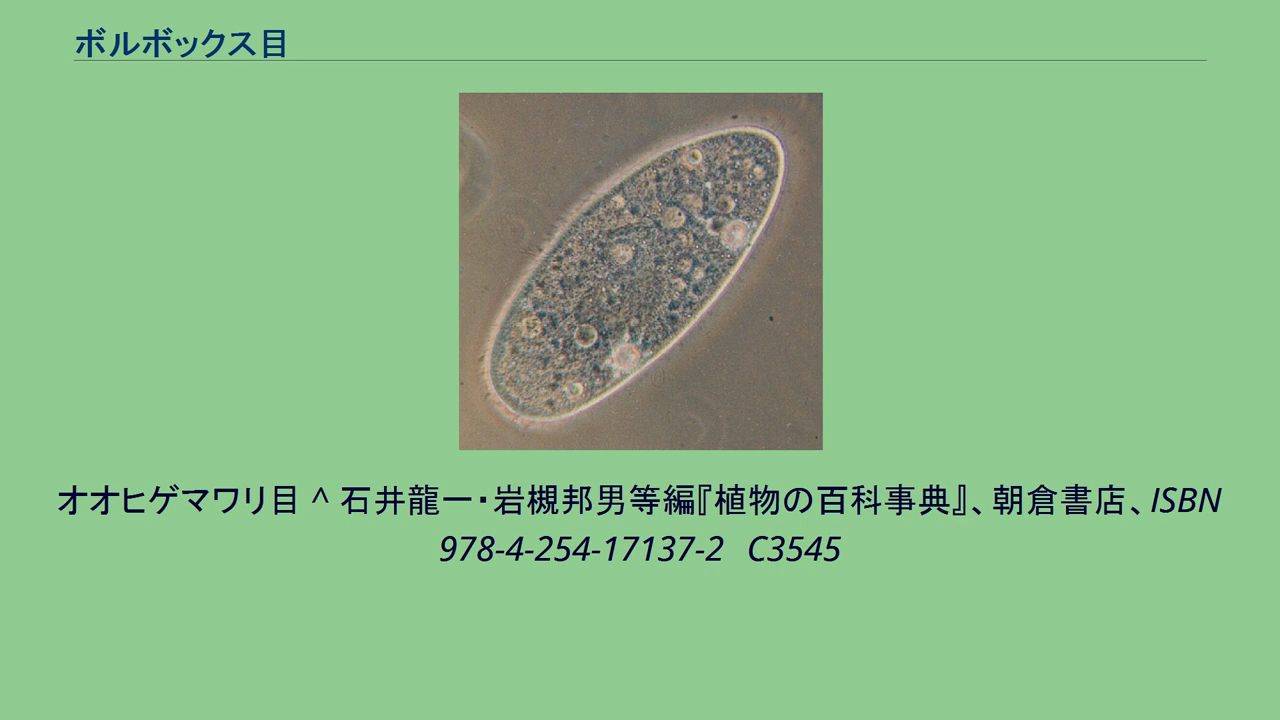 ボルボックス目
オオヒゲマワリ目 ^ 石井龍一・岩槻邦男等編『植物の百科事典』、朝倉書店、ISBN
978-4-254-17137-2 C3545